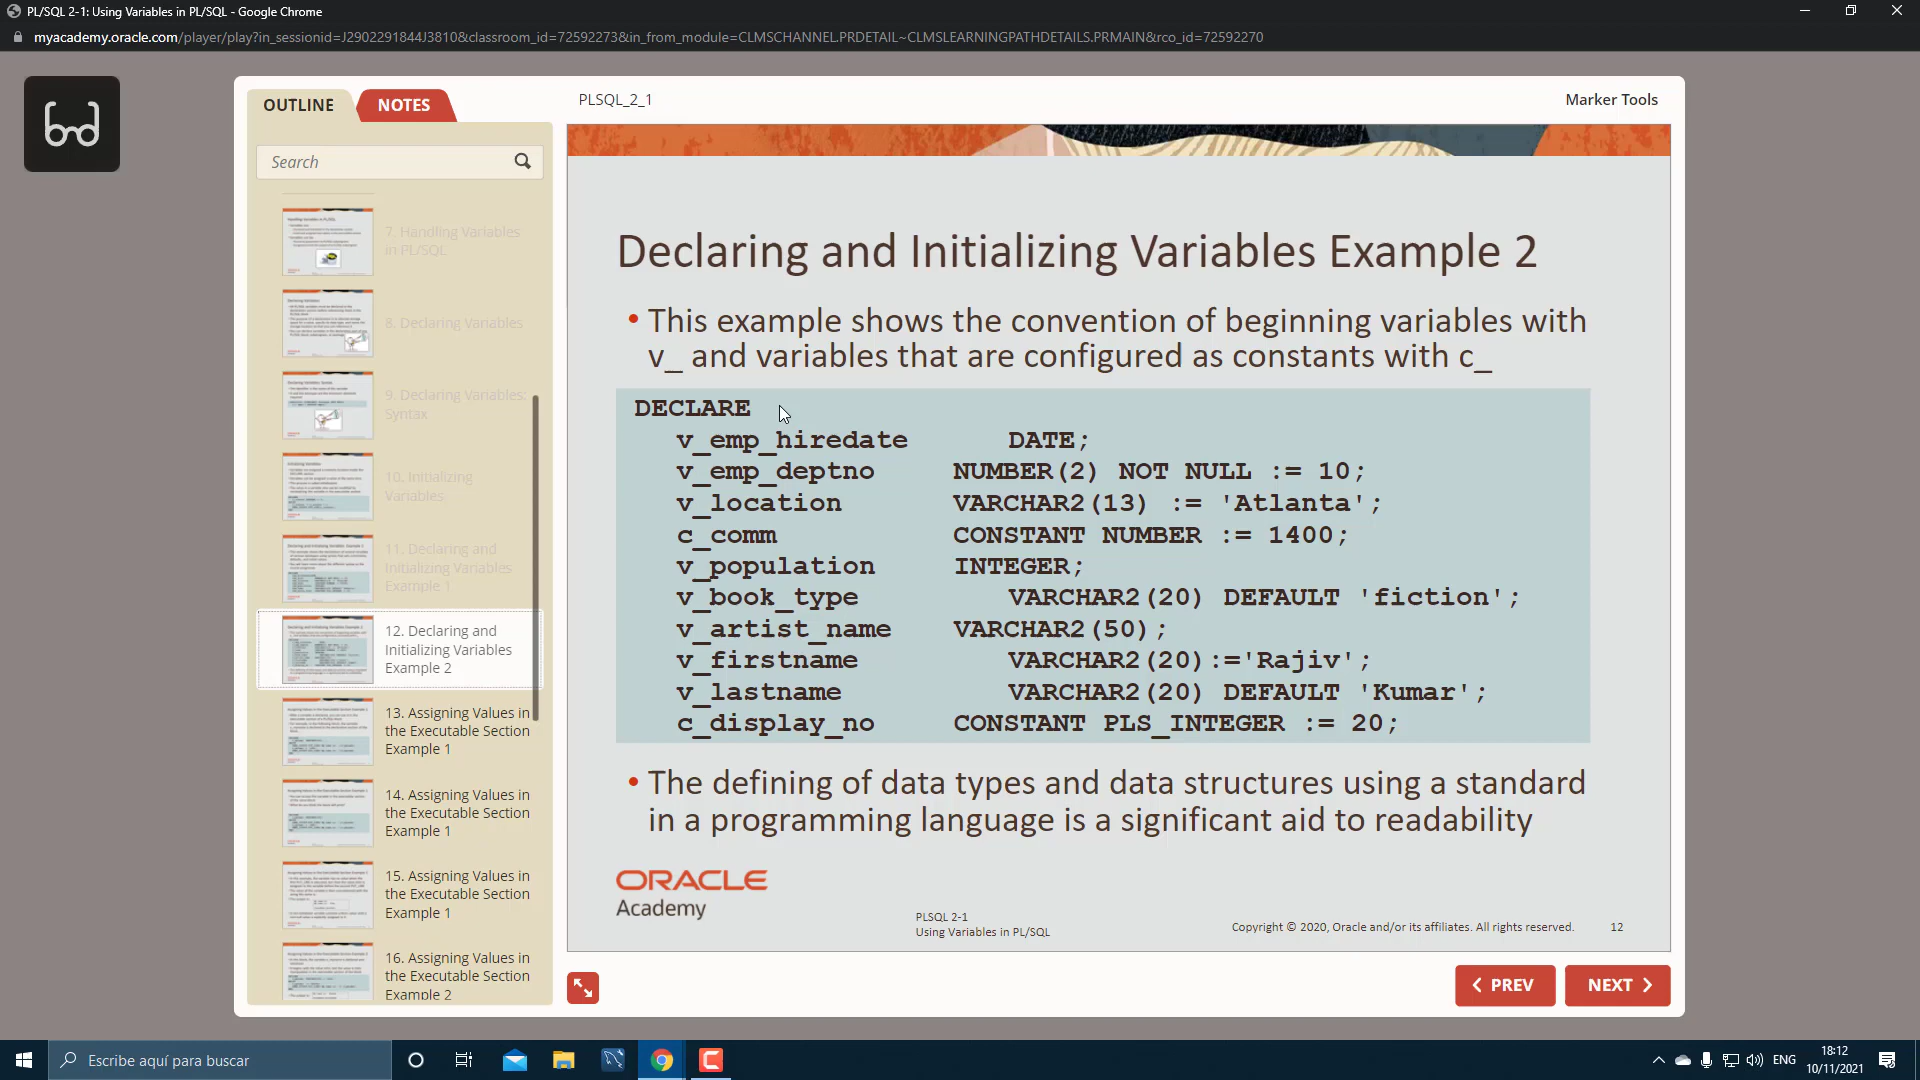 PL/SQL 2-1: Using Variables in PL/SQL - Google Chrome
myacademy.oracle.com/player/play?in_sessionid=J2902291844J3810&classroom_id=72592273&in_from_module=CLMSCHANNEL.PRDETAIL~CLMSLEARNINGPATHDETAILS.PRMAIN&rco_id=72592270
OUTLINE
NOTES
Search
7. Handling Variables
in PL/SQL
8. Declaring Variables
9. Declaring Variables:
Syntax
10. Initializing
Variables
11. Declaring and
Initializing Variables
Example 1
12. Declaring and
Initializing Variables
Example 2
13. Assigning Values in
the Executable Section
Example 1
14. Assigning Values in
the Executable Section
Example 1
15. Assigning Values in
the Executable Section
Example 1
16. Assigning Values in
the Executable Section
Example 2
PLSQL_2_1
Marker Tools
Declaring and Initializing Variables Example 2
• This example shows the convention of beginning variables with
v_ and variables that are configured as constants with c_
DECLARE
v_emp_hiredate DATE;
v_emp_deptno NUMBER(2) NOT NULL := 10;
v_location VARCHAR2(13) := 'Atlanta';
c_comm CONSTANT NUMBER := 1400;
v_population INTEGER;
v_book_type VARCHAR2(20) DEFAULT 'fiction';
v_artist_name VARCHAR2(50);
v_firstname VARCHAR2(20):='Rajiv';
v_lastname VARCHAR2(20) DEFAULT 'Kumar';
c_display_no CONSTANT PLS_INTEGER := 20;
• The defining of data types and data structures using a standard
in a programming language is a significant aid to readability
ORACLE
Academy
PLSQL 2-1
Using Variables in PL/SQL
Copyright © 2020, Oracle and/or its affiliates. All rights reserved.
12
PREV
NEXT
Escribe aquí para buscar
ENG
18:12
10/11/2021